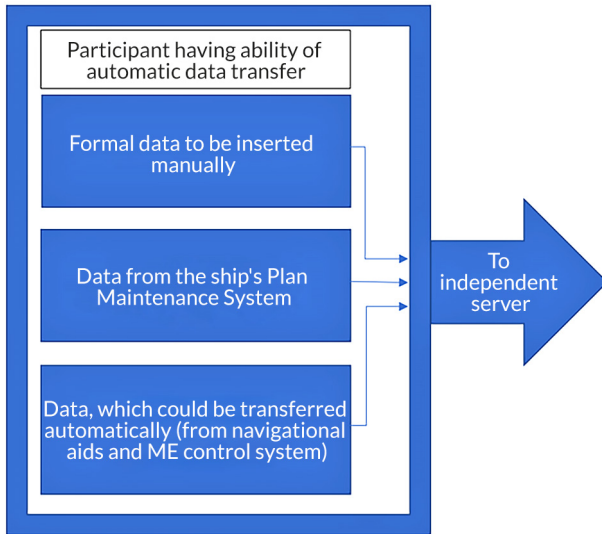 Participant having ability of
automatic data transfer
Formal data to be inserted
manually
Data from the ship's Plan
Maintenance System
Data, which could be transferred
automatically (from navigational
aids and ME control system)
To
independent
server